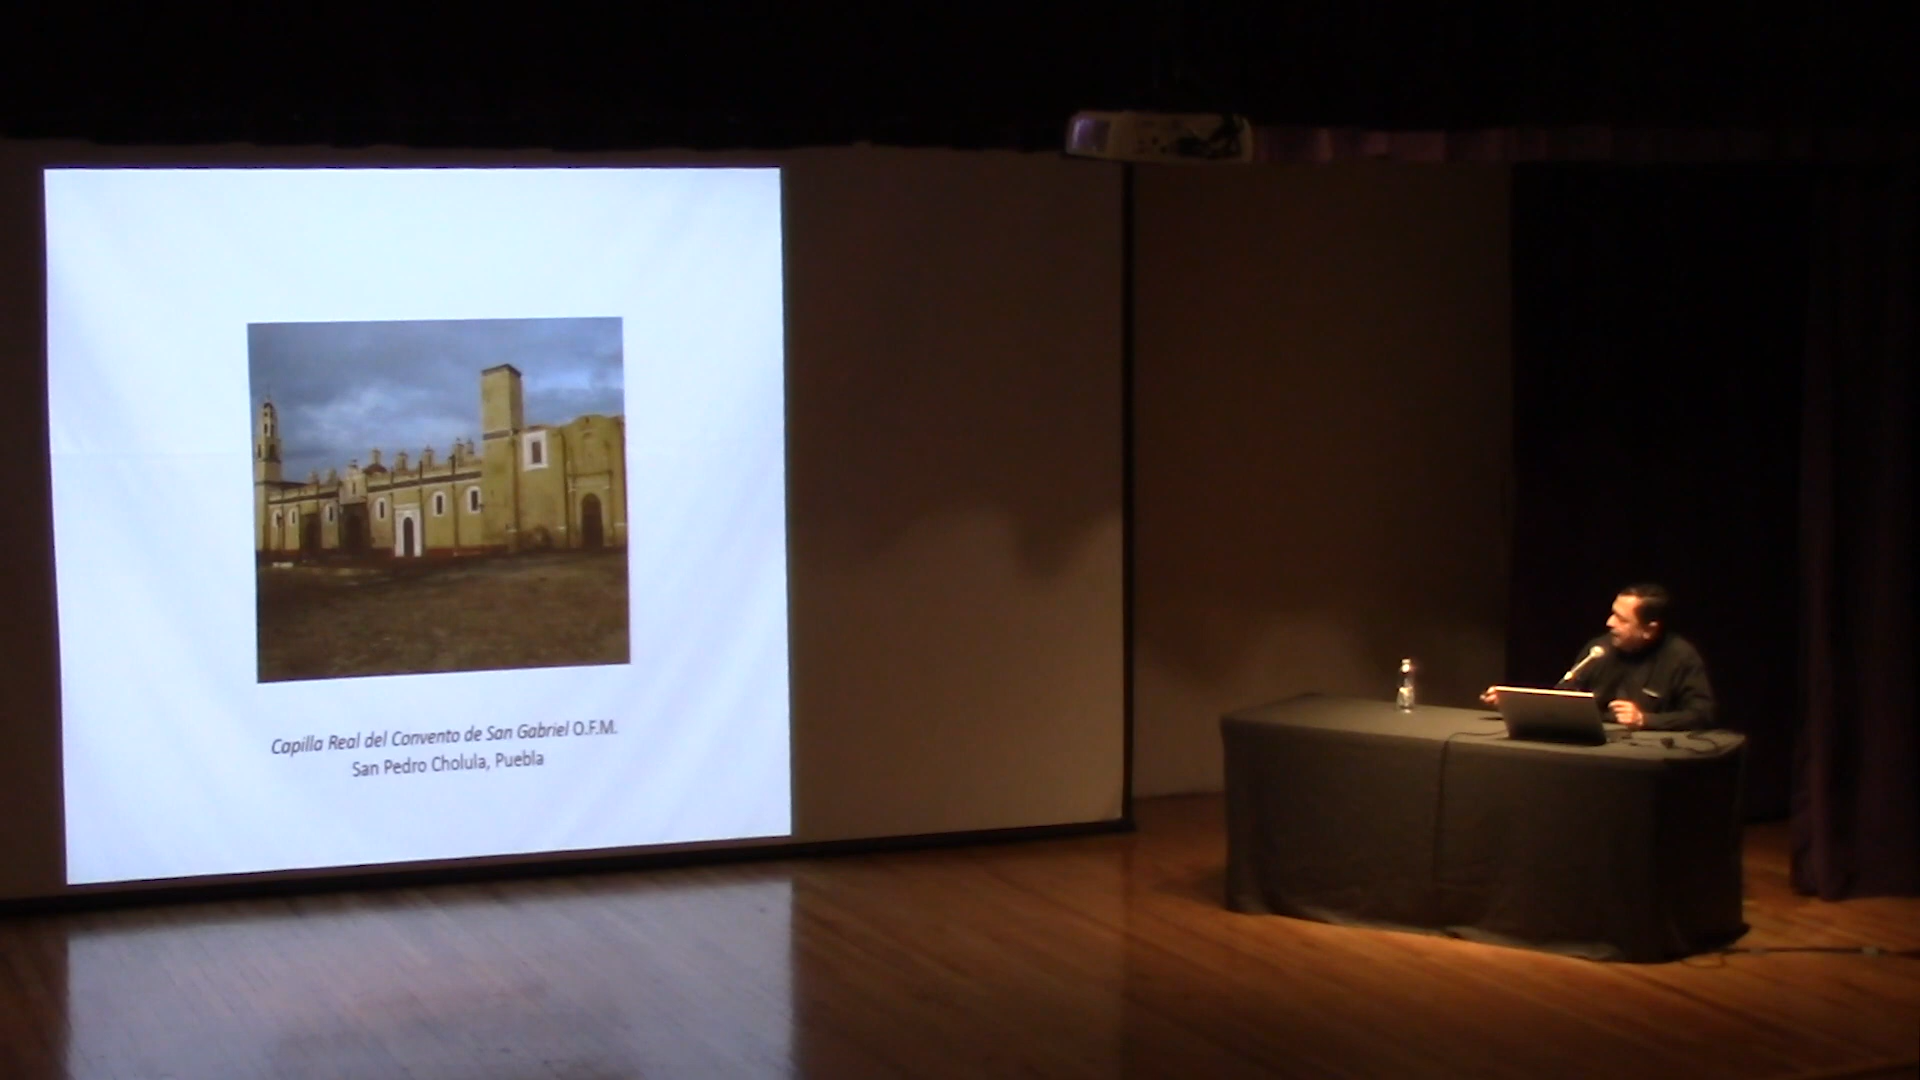 Capilla Real del Convento de San Gabriel O.F.M.
San Pedro Cholula, Puebla